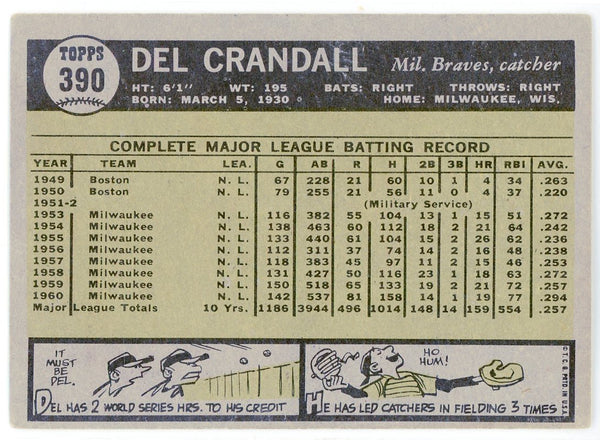 TOPPS
390
DEL CRANDALL Mil. Braves, catcher
HT: 6'1" WT: 195 BATS: RIGHT THROWS: RIGHT
BORN: MARCH 5, 1930 HOME: MILWAUKEE, WIS.
COMPLETE MAJOR LEAGUE BATTING RECORD
YEAR TEAM LEA. G AB R H 2B 3B HR RBI AVG.
1949 Boston N. L. 67 228 21 60 10 1 4 34 .263
1950 Boston N. L. 79 255 21 56 11 0 4 37 .220
1951-2 (Military Service)
1953 Milwaukee N. L. 116 382 55 104 13 1 15 51 .272
1954 Milwaukee N. L. 138 463 60 112 18 2 21 64 .242
1955 Milwaukee N. L. 133 440 61 104 15 2 26 62 .236
1956 Milwaukee N. L. 112 311 37 74 14 2 16 48 .238
1957 Milwaukee N. L. 118 383 45 97 11 2 15 46 .253
1958 Milwaukee N. L. 131 427 50 116 23 1 18 63 .272
1959 Milwaukee N. L. 150 518 65 133 19 2 21 72 .257
1960 Milwaukee N. L. 142 537 81 158 14 1 19 77 .294
Major League Totals 10 Yrs. 1186 3944 496 1014 148 14 159 554 .257
IT
MUST
BE
DEL.
DEL HAS 2 WORLD SERIES HRS. TO HIS CREDIT
HO
HUM!
HE HAS LED CATCHERS IN FIELDING 3 TIMES
© T.C.G. PRTD. IN U.S.A.